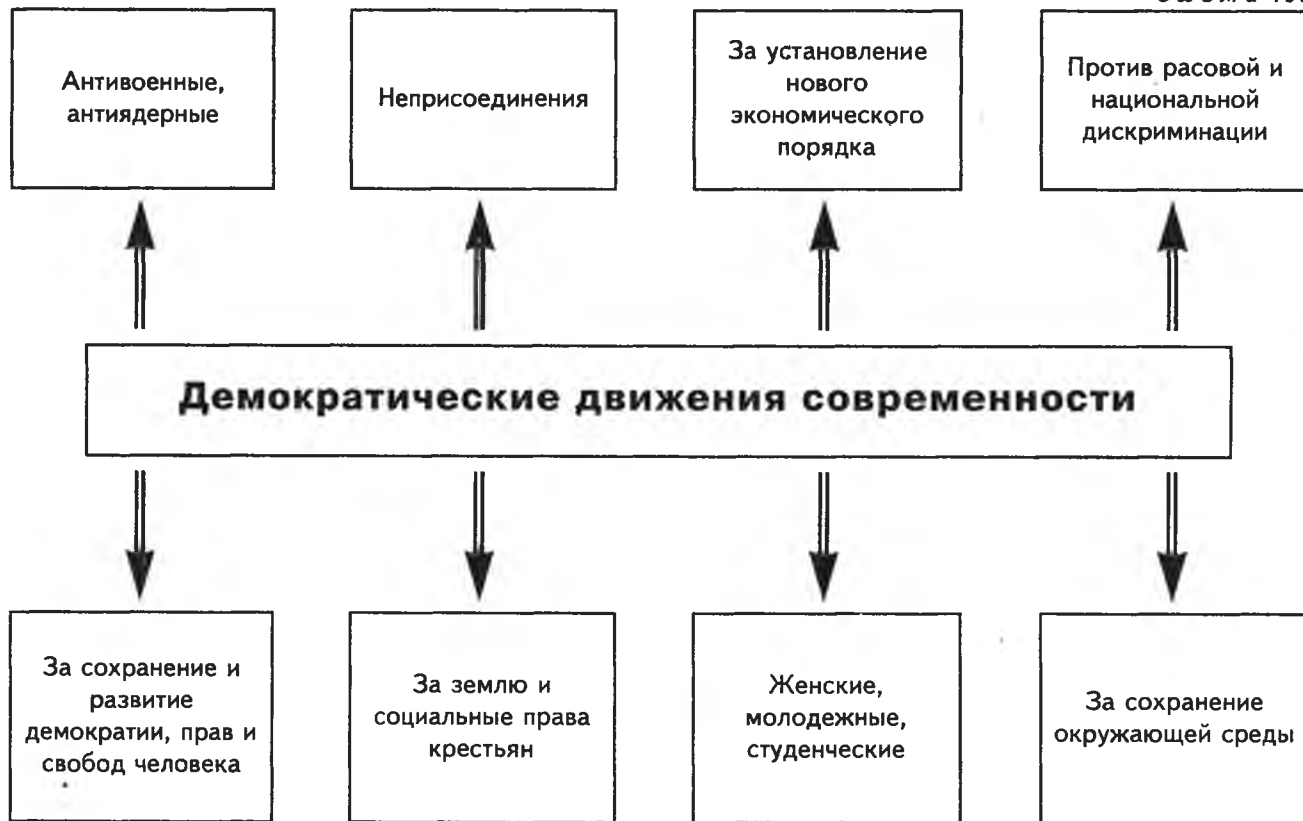 Антивоенные,
антиядерные
Неприсоединения
За установление
нового
экономического
порядка
Против расовой и
национальной
дискриминации
Демократические движения современности
За сохранение и
развитие
демократии, прав и
свобод человека
За землю и
социальные права
крестьян
Женские,
молодежные,
студенческие
За сохранение
окружающей среды